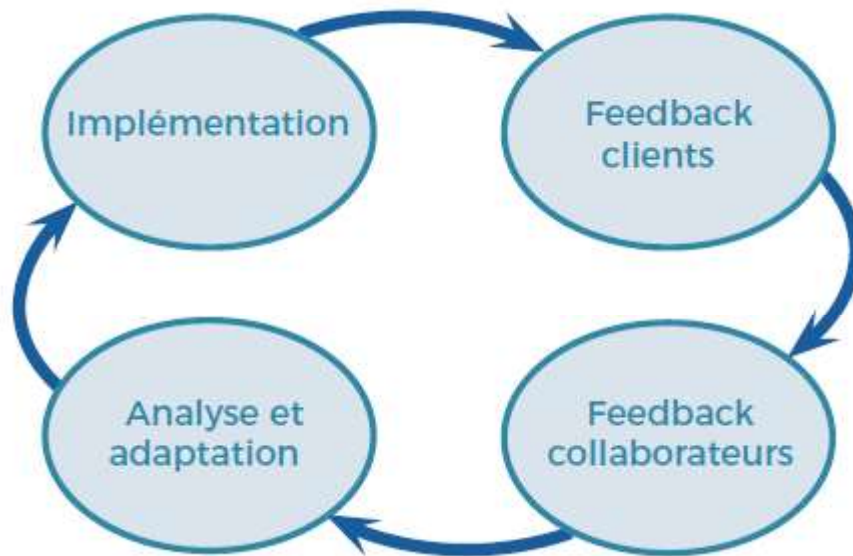 Implémentation
Feedback
clients
Analyse et
adaptation
Feedback
collaborateurs